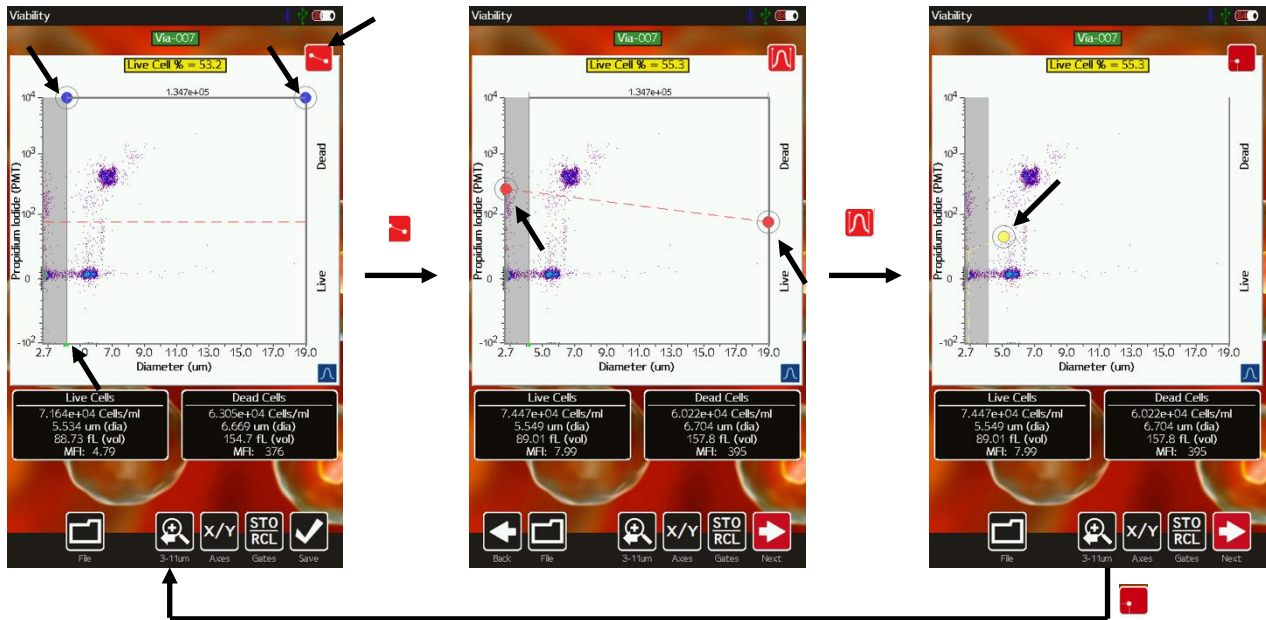 Viability
Via-007
Live Cell % = 53.2
1.347e+05
10^4
10^3
10^2
0
-10^2
Propidium Iodide (PMT)
Dead
Live
2.7 7.0 9.0 11.0 13.0 15.0 17.0 19.0
Diameter (um)
Live Cells
7.164e+04 Cells/ml
5.534 um (dia)
88.73 fL (vol)
MFI: 4.79
Dead Cells
6.305e+04 Cells/ml
6.669 um (dia)
154.7 fL (vol)
MFI: 376
X/Y
STO
RCL
File 3-11um Axes Gates Save
Viability
Via-007
Live Cell % = 55.3
1.347e+05
10^4
10^3
10^2
0
-10^2
Propidium Iodide (PMT)
Dead
Live
2.7 5.0 7.0 9.0 11.0 13.0 15.0 17.0 19.0
Diameter (um)
Live Cells
7.447e+04 Cells/ml
5.549 um (dia)
89.01 fL (vol)
MFI: 7.99
Dead Cells
6.022e+04 Cells/ml
6.704 um (dia)
157.8 fL (vol)
MFI: 395
X/Y
STO
RCL
Back File 3-11um Axes Gates Next
Viability
Via-007
Live Cell % = 55.3
10^4
10^3
10^2
0
-10^2
Propidium Iodide (PMT)
Dead
Live
2.7 5.0 7.0 9.0 11.0 13.0 15.0 17.0 19.0
Diameter (um)
Live Cells
7.447e+04 Cells/ml
5.549 um (dia)
89.01 fL (vol)
MFI: 7.99
Dead Cells
6.022e+04 Cells/ml
6.704 um (dia)
157.8 fL (vol)
MFI: 395
X/Y
STO
RCL
File 3-11um Axes Gates Next